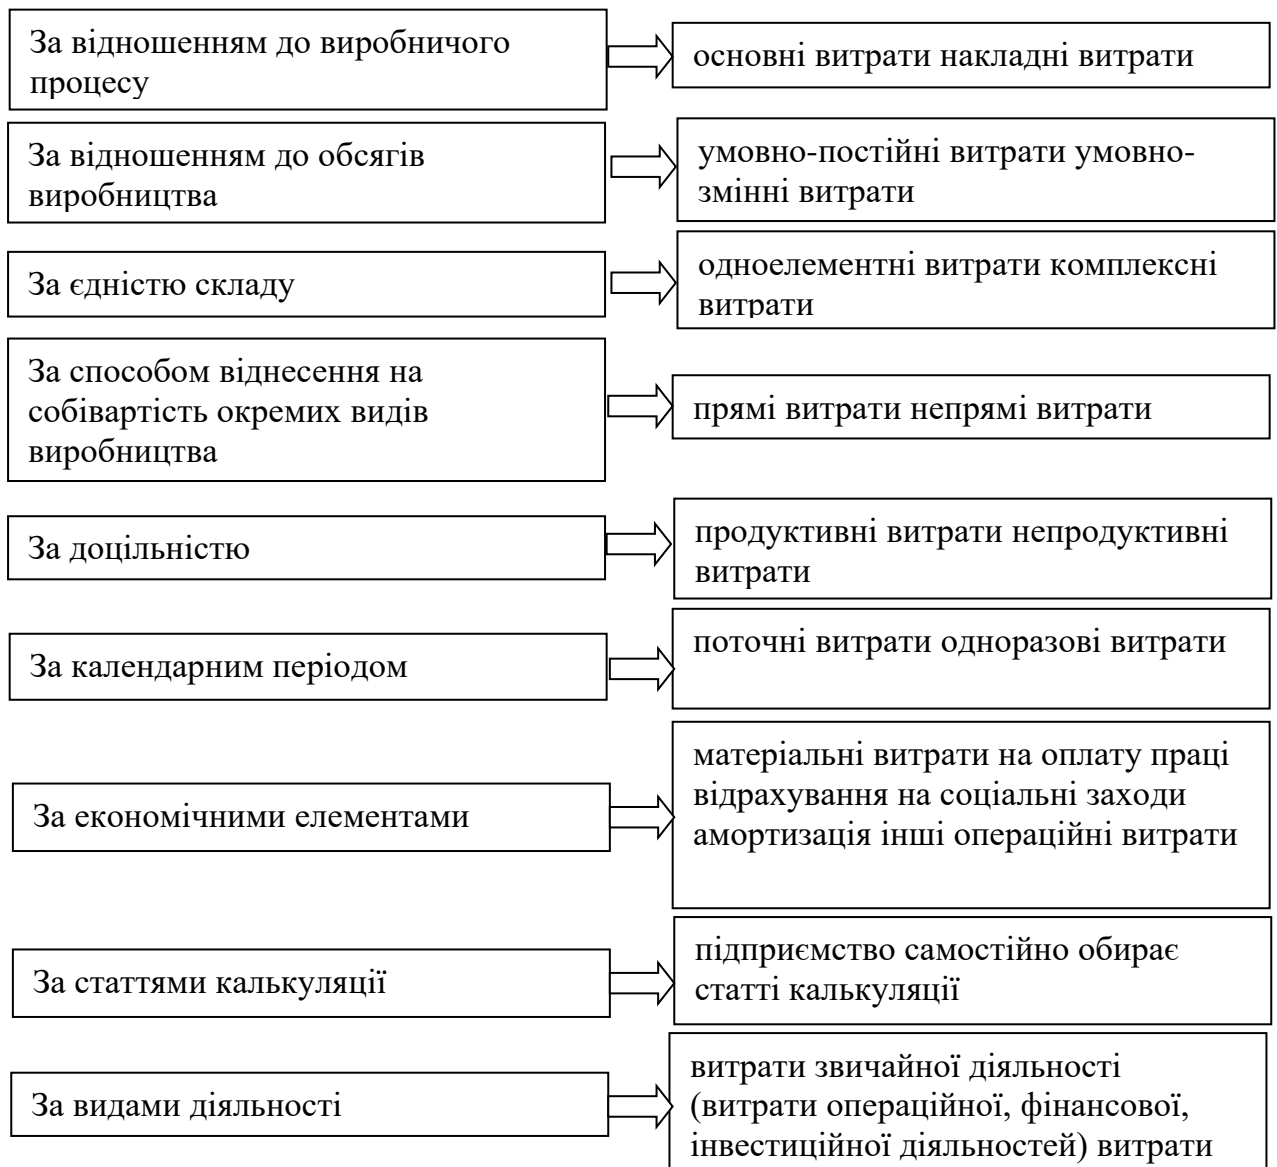 За відношенням до виробничого
процесу
основні витрати накладні витрати
За відношенням до обсягів
виробництва
умовно-постійні витрати умовно-
змінні витрати
За єдністю складу
одноелементні витрати комплексні
витрати
За способом віднесення на
собівартість окремих видів
виробництва
прямі витрати непрямі витрати
За доцільністю
продуктивні витрати непродуктивні
витрати
За календарним періодом
поточні витрати одноразові витрати
За економічними елементами
матеріальні витрати на оплату праці
відрахування на соціальні заходи
амортизація інші операційні витрати
За статтями калькуляції
підприємство самостійно обирає
статті калькуляції
За видами діяльності
витрати звичайної діяльності
(витрати операційної, фінансової,
інвестиційної діяльностей) витрати